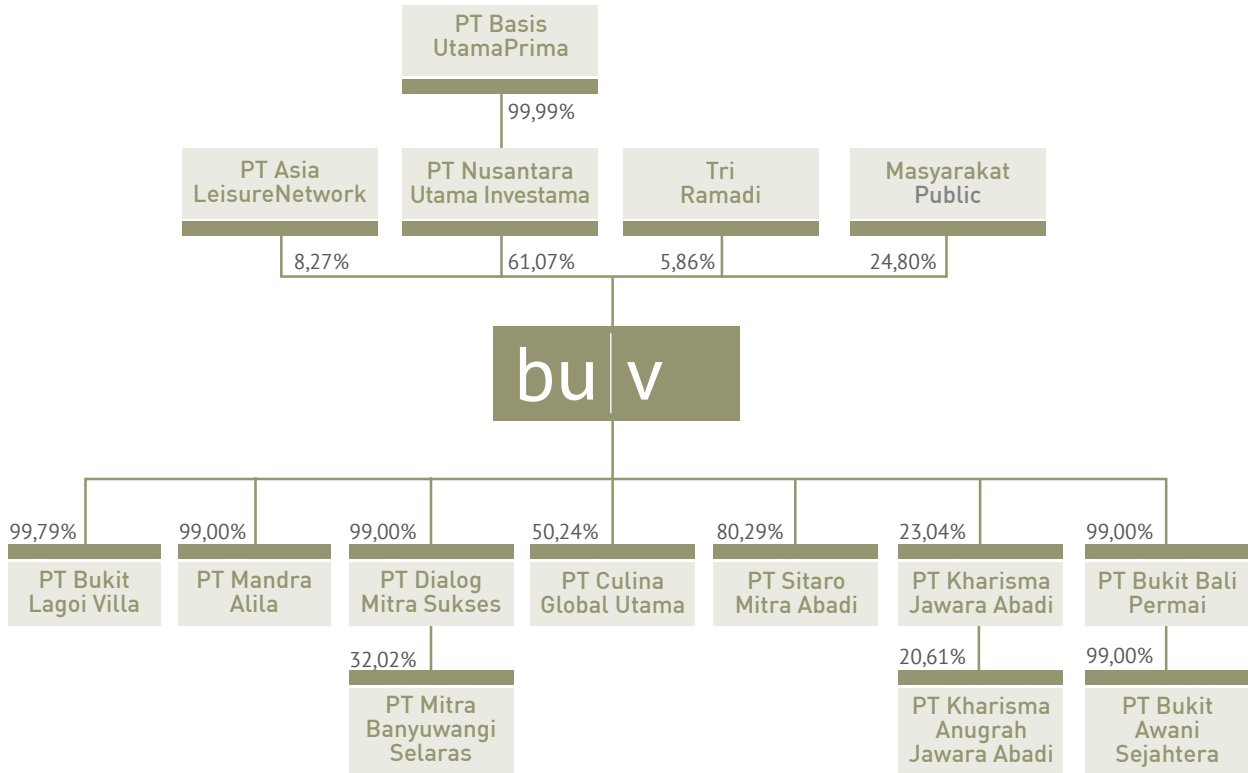 PT Basis
UtamaPrima
99,99%
PT Asia
LeisureNetwork
PT Nusantara
Utama Investama
Tri
Ramadi
Masyarakat
Public
8,27%
61,07%
5,86%
24,80%
bu v
99,79%
99,00%
99,00%
50,24%
80,29%
23,04%
99,00%
PT Bukit
Lagoi Villa
PT Mandra
Alila
PT Dialog
Mitra Sukses
PT Culina
Global Utama
PT Sitaro
Mitra Abadi
PT Kharisma
Jawara Abadi
PT Bukit Bali
Permai
32,02%
20,61%
99,00%
PT Mitra
Banyuwangi
Selaras
PT Kharisma
Anugrah
Jawara Abadi
PT Bukit
Awani
Sejahtera